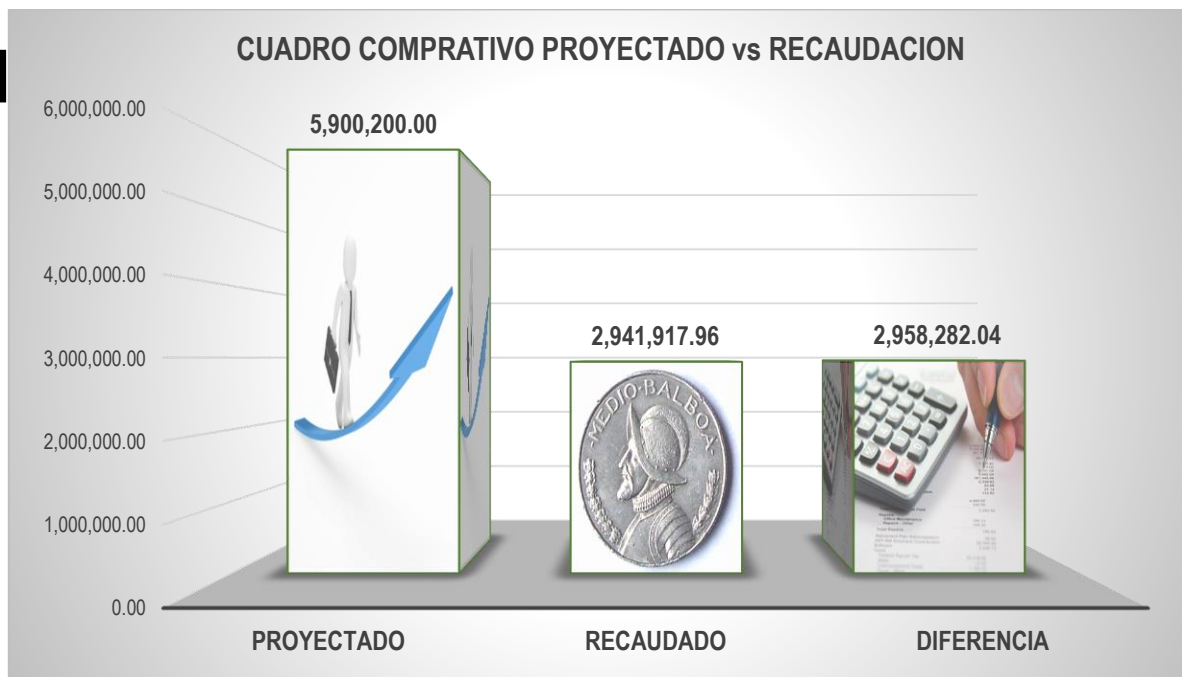 CUADRO COMPRATIVO PROYECTADO vs RECAUDACION
6,000,000.00
5,000,000.00
4,000,000.00
3,000,000.00
2,000,000.00
1,000,000.00
0.00
5,900,200.00
2,941,917.96
2,958,282.04
MEDIO·BALBOA
PROYECTADO
RECAUDADO
DIFERENCIA